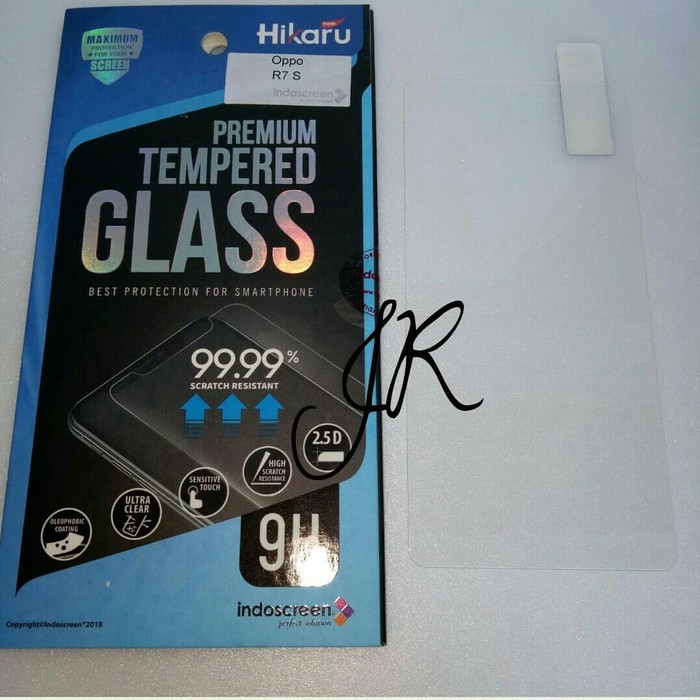 MAXIMUM
PROTECTION
★ FOR YOUR ★
SCREEN
new
Hikaru
Oppo
R7 S
indoscreen
perfect solution
PREMIUM
TEMPERED
GLASS
BEST PROTECTION FOR SMARTPHONE
99.99%
SCRATCH RESISTANT
2.5D
HIGH
SCRATCH
RESISTANCE
SENSITIVE
TOUCH
ULTRA
CLEAR
OLEOPHOBIC
COATING
9H
JR
indoscreen
perfect solution
Copyright©Indoscreen®2018